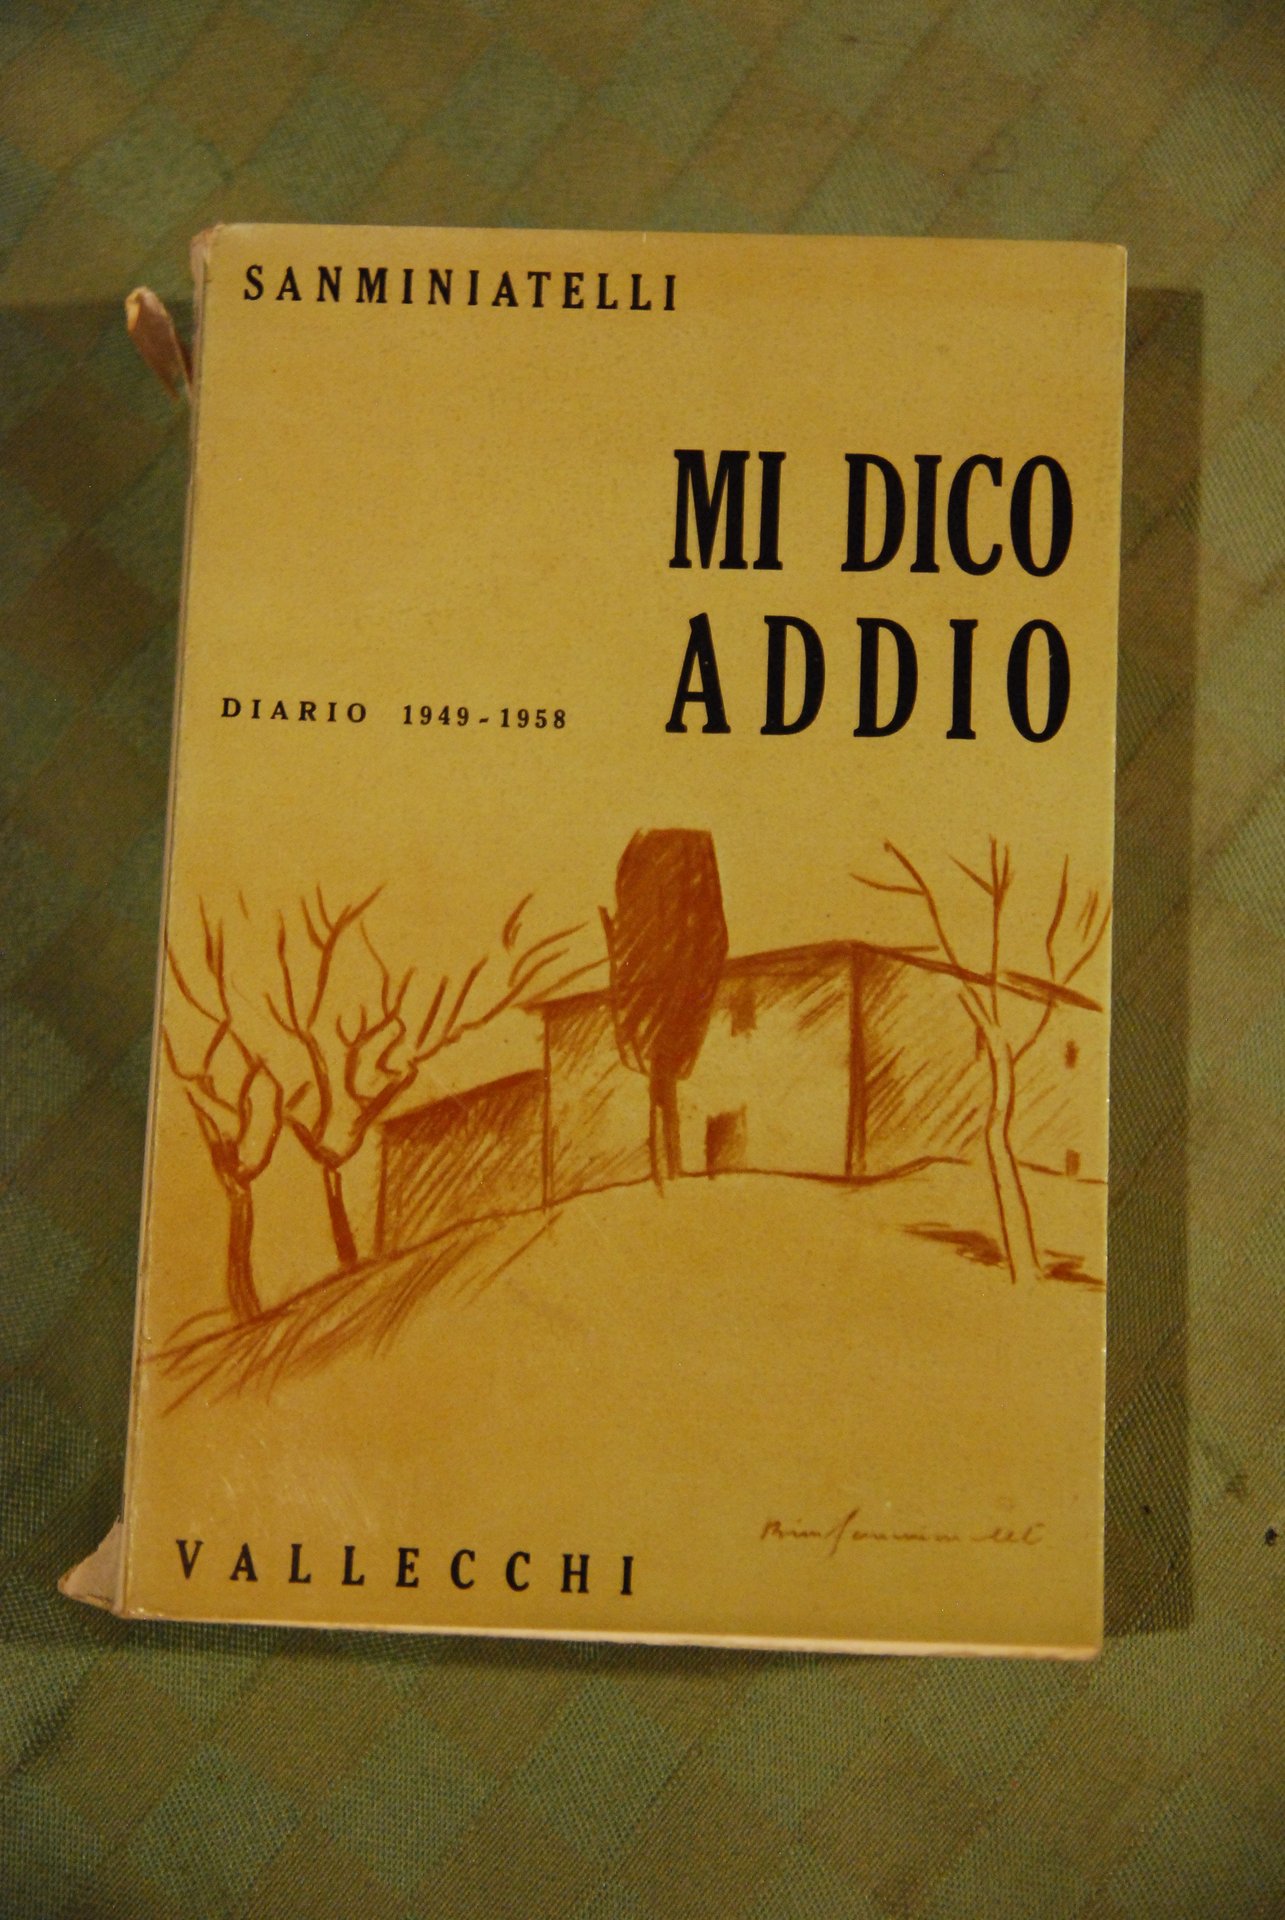 SANMINIATELLI
MI DICO
ADDIO
DIARIO 1949-1958
VALLECCHI